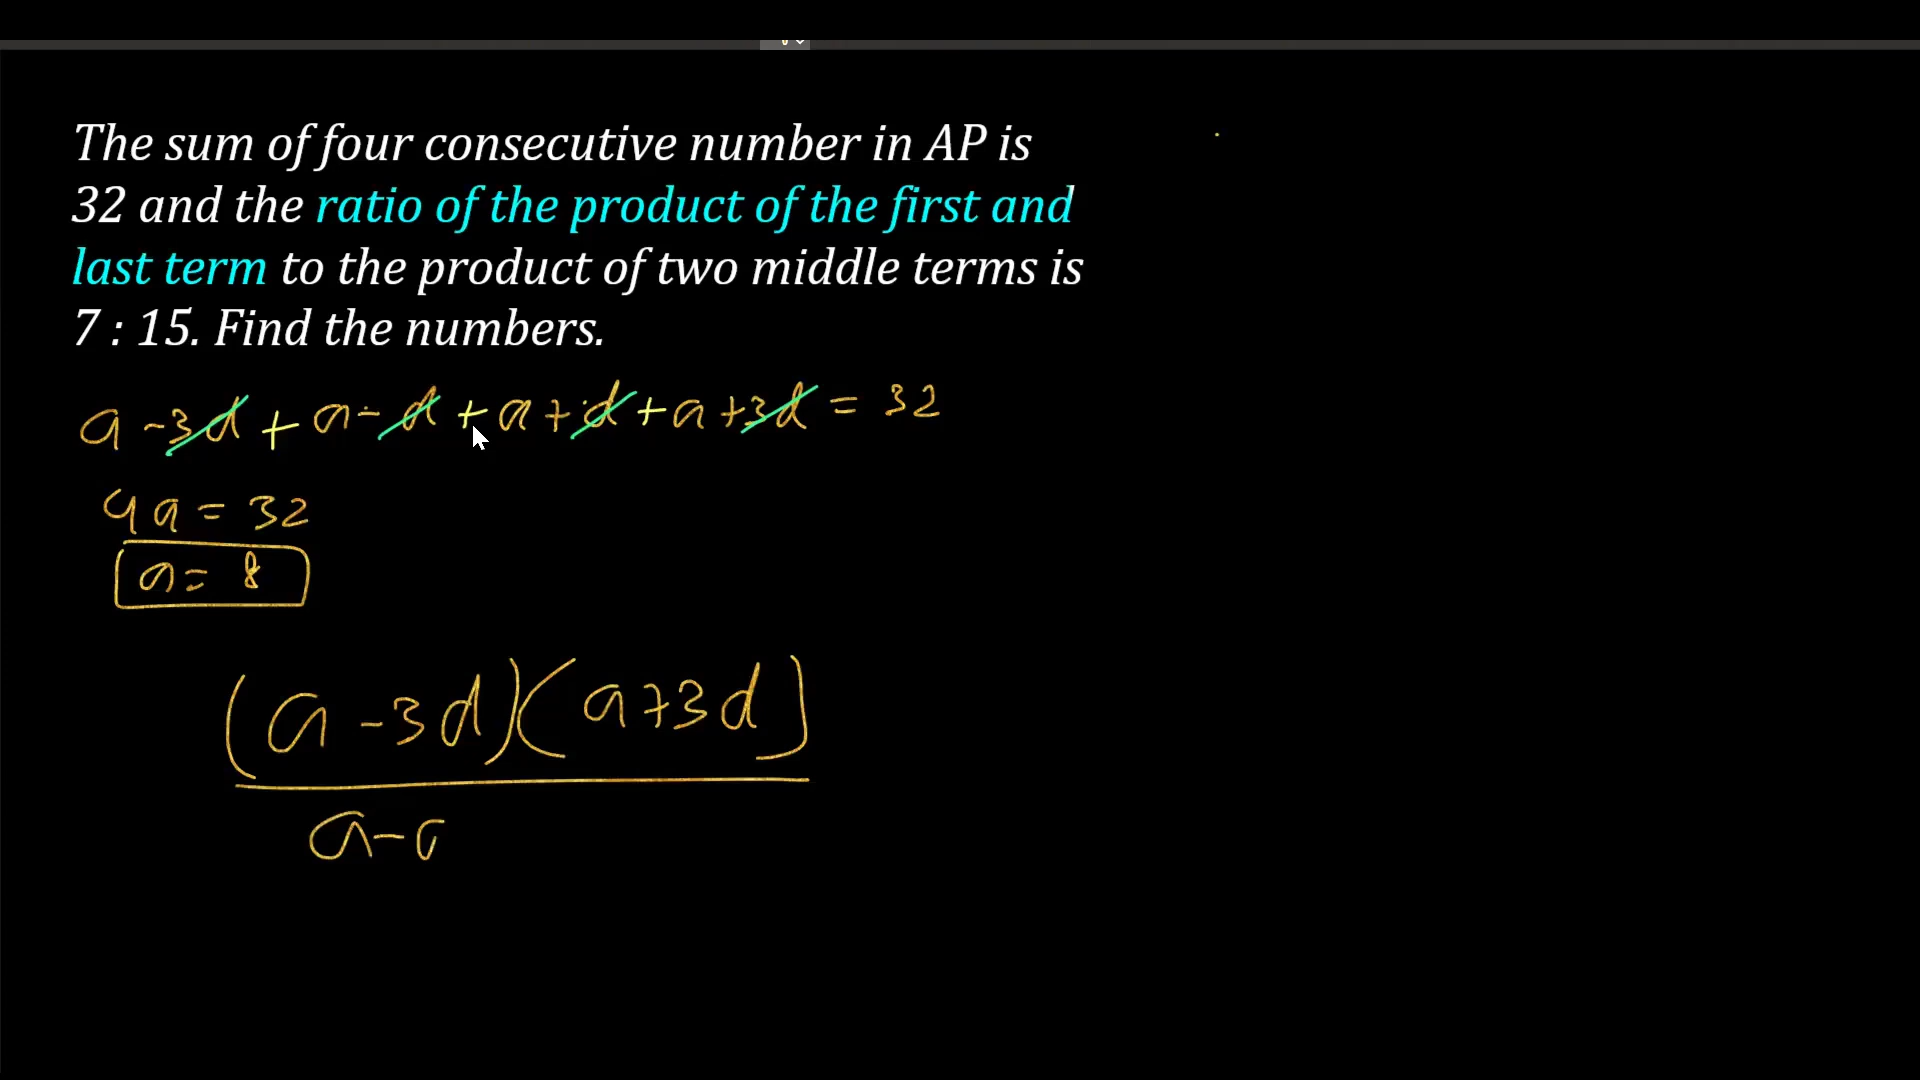 The sum of four consecutive number in AP is
32 and the ratio of the product of the first and
last term to the product of two middle terms is
7 : 15. Find the numbers.
a - 3d + a - d + a + d + a + 3d = 32
4a = 32
a = 8
(a - 3d)(a + 3d)
a -